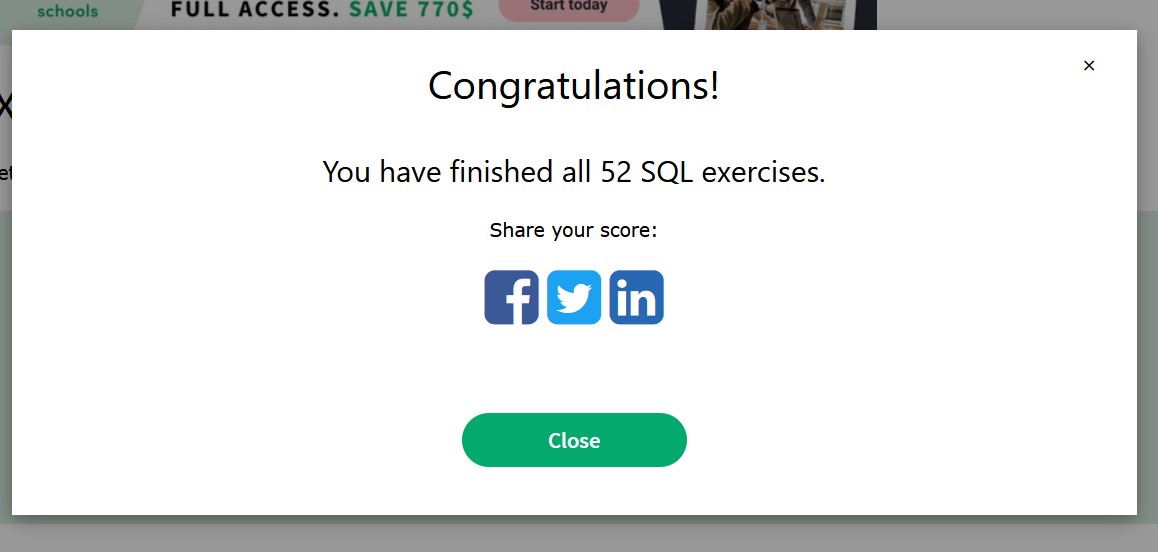 schools
FULL ACCESS. SAVE 770$
Start today
×
Congratulations!
You have finished all 52 SQL exercises.
Share your score:
f
in
Close